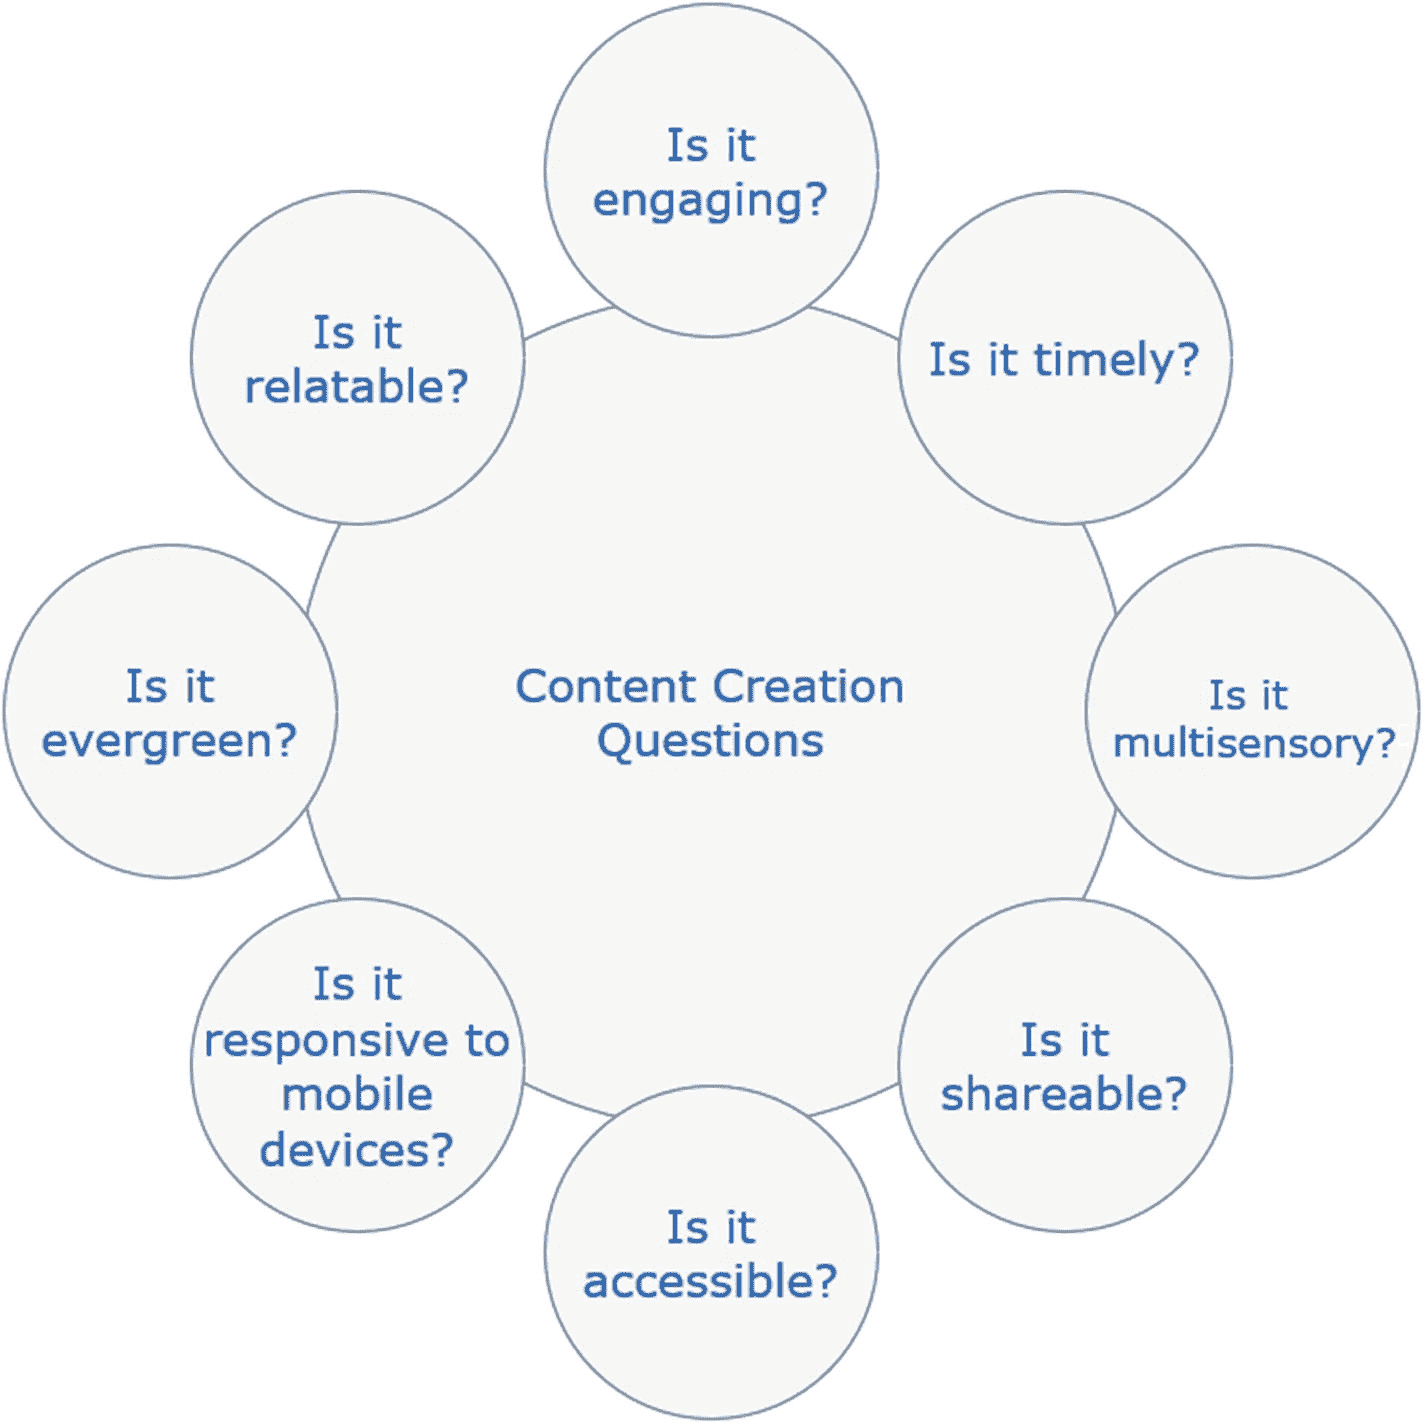 Is it
engaging?
Is it timely?
Is it
multisensory?
Is it
shareable?
Is it
accessible?
Is it
responsive to
mobile
devices?
Is it
evergreen?
Is it
relatable?
Content Creation
Questions